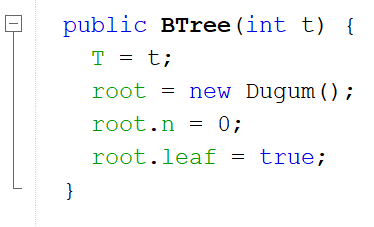 public BTree(int t) {
T = t;
root = new Dugum();
root.n = 0;
root.leaf = true;
}